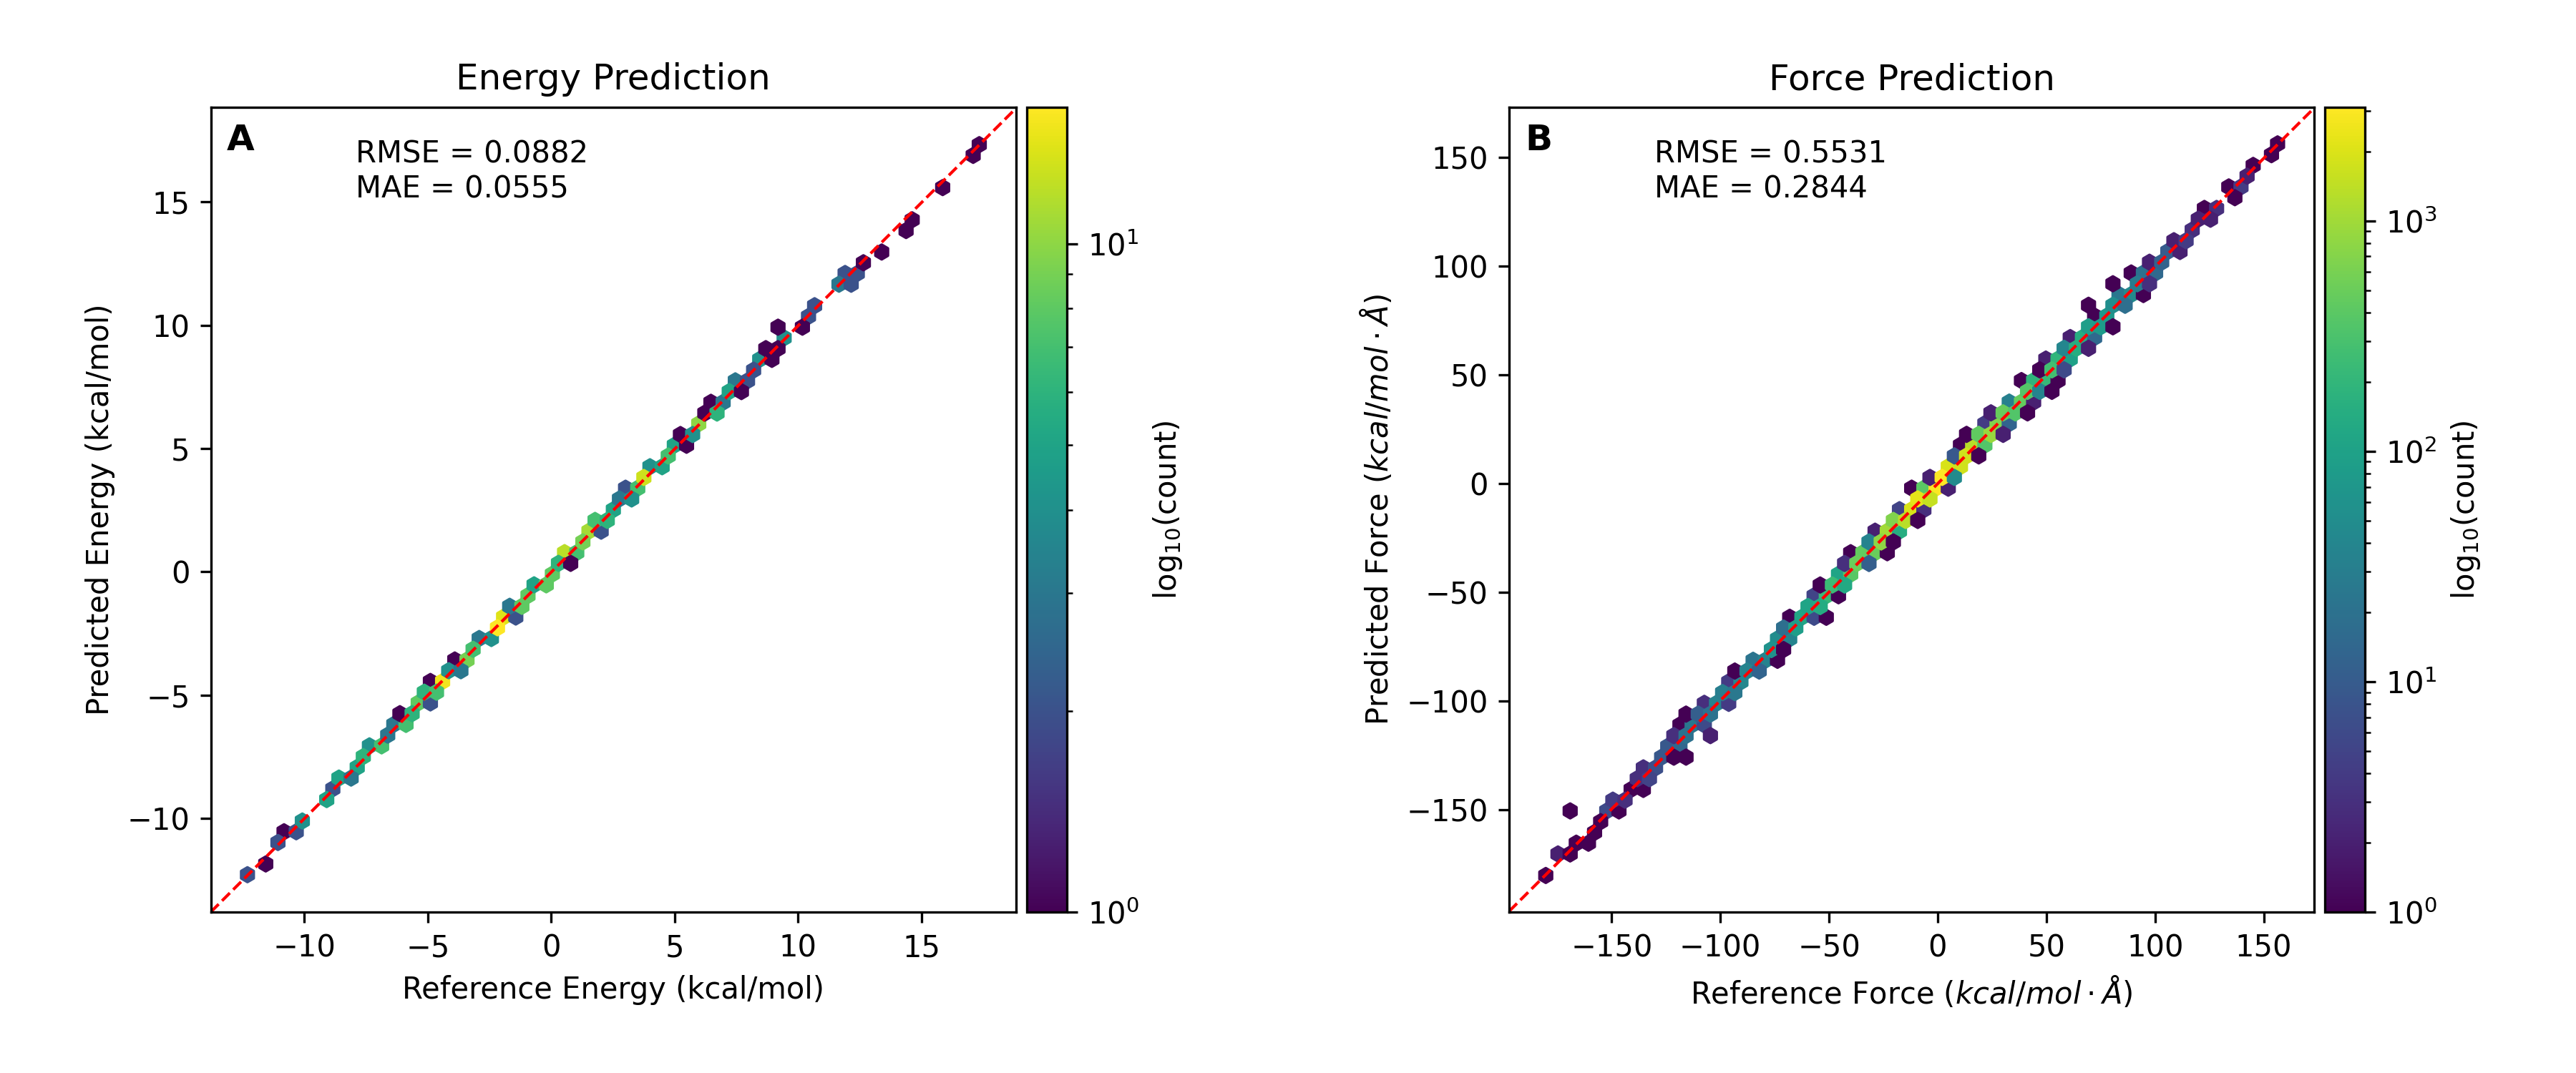 Energy Prediction
A
RMSE = 0.0882
MAE = 0.0555
15
10
5
0
−5
−10
Predicted Energy (kcal/mol)
−10
−5
0
5
10
15
Reference Energy (kcal/mol)
10¹
10⁰
log₁₀(count)
Force Prediction
B
RMSE = 0.5531
MAE = 0.2844
150
100
50
0
−50
−100
−150
Predicted Force (kcal/mol · Å)
−150
−100
−50
0
50
100
150
Reference Force (kcal/mol · Å)
10³
10²
10¹
10⁰
log₁₀(count)